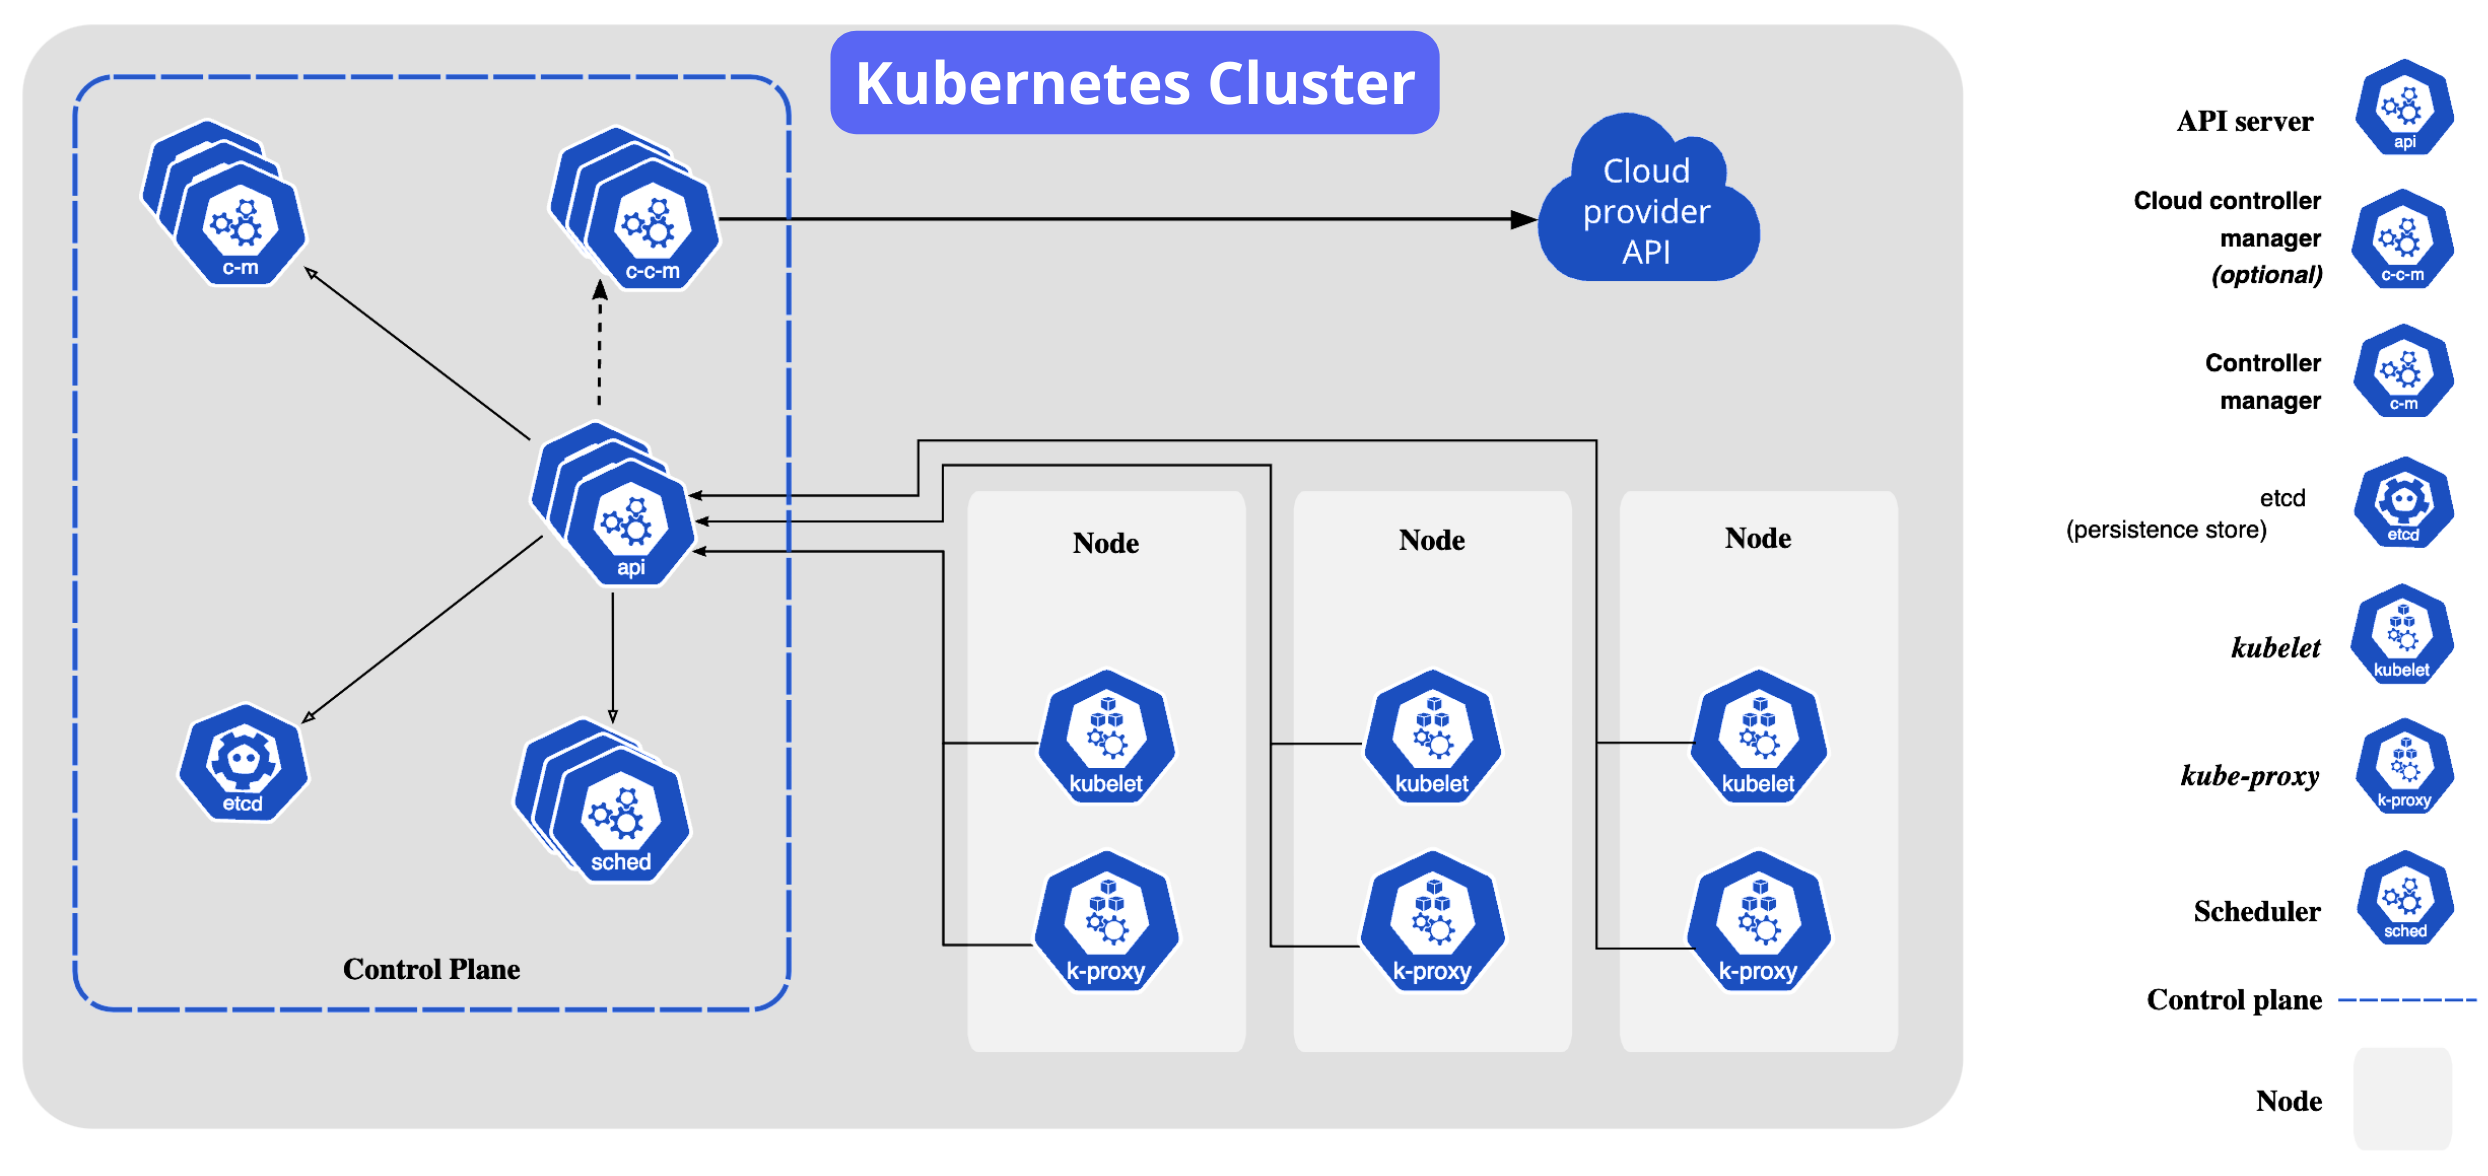 Kubernetes Cluster
c-m
c-c-m
Cloud
provider
API
api
etcd
sched
Control Plane
Node
kubelet
k-proxy
Node
kubelet
k-proxy
Node
kubelet
k-proxy
API server
api
Cloud controller
manager
(optional)
c-c-m
Controller
manager
c-m
etcd
(persistence store)
etcd
kubelet
kubelet
kube-proxy
k-proxy
Scheduler
sched
Control plane
Node